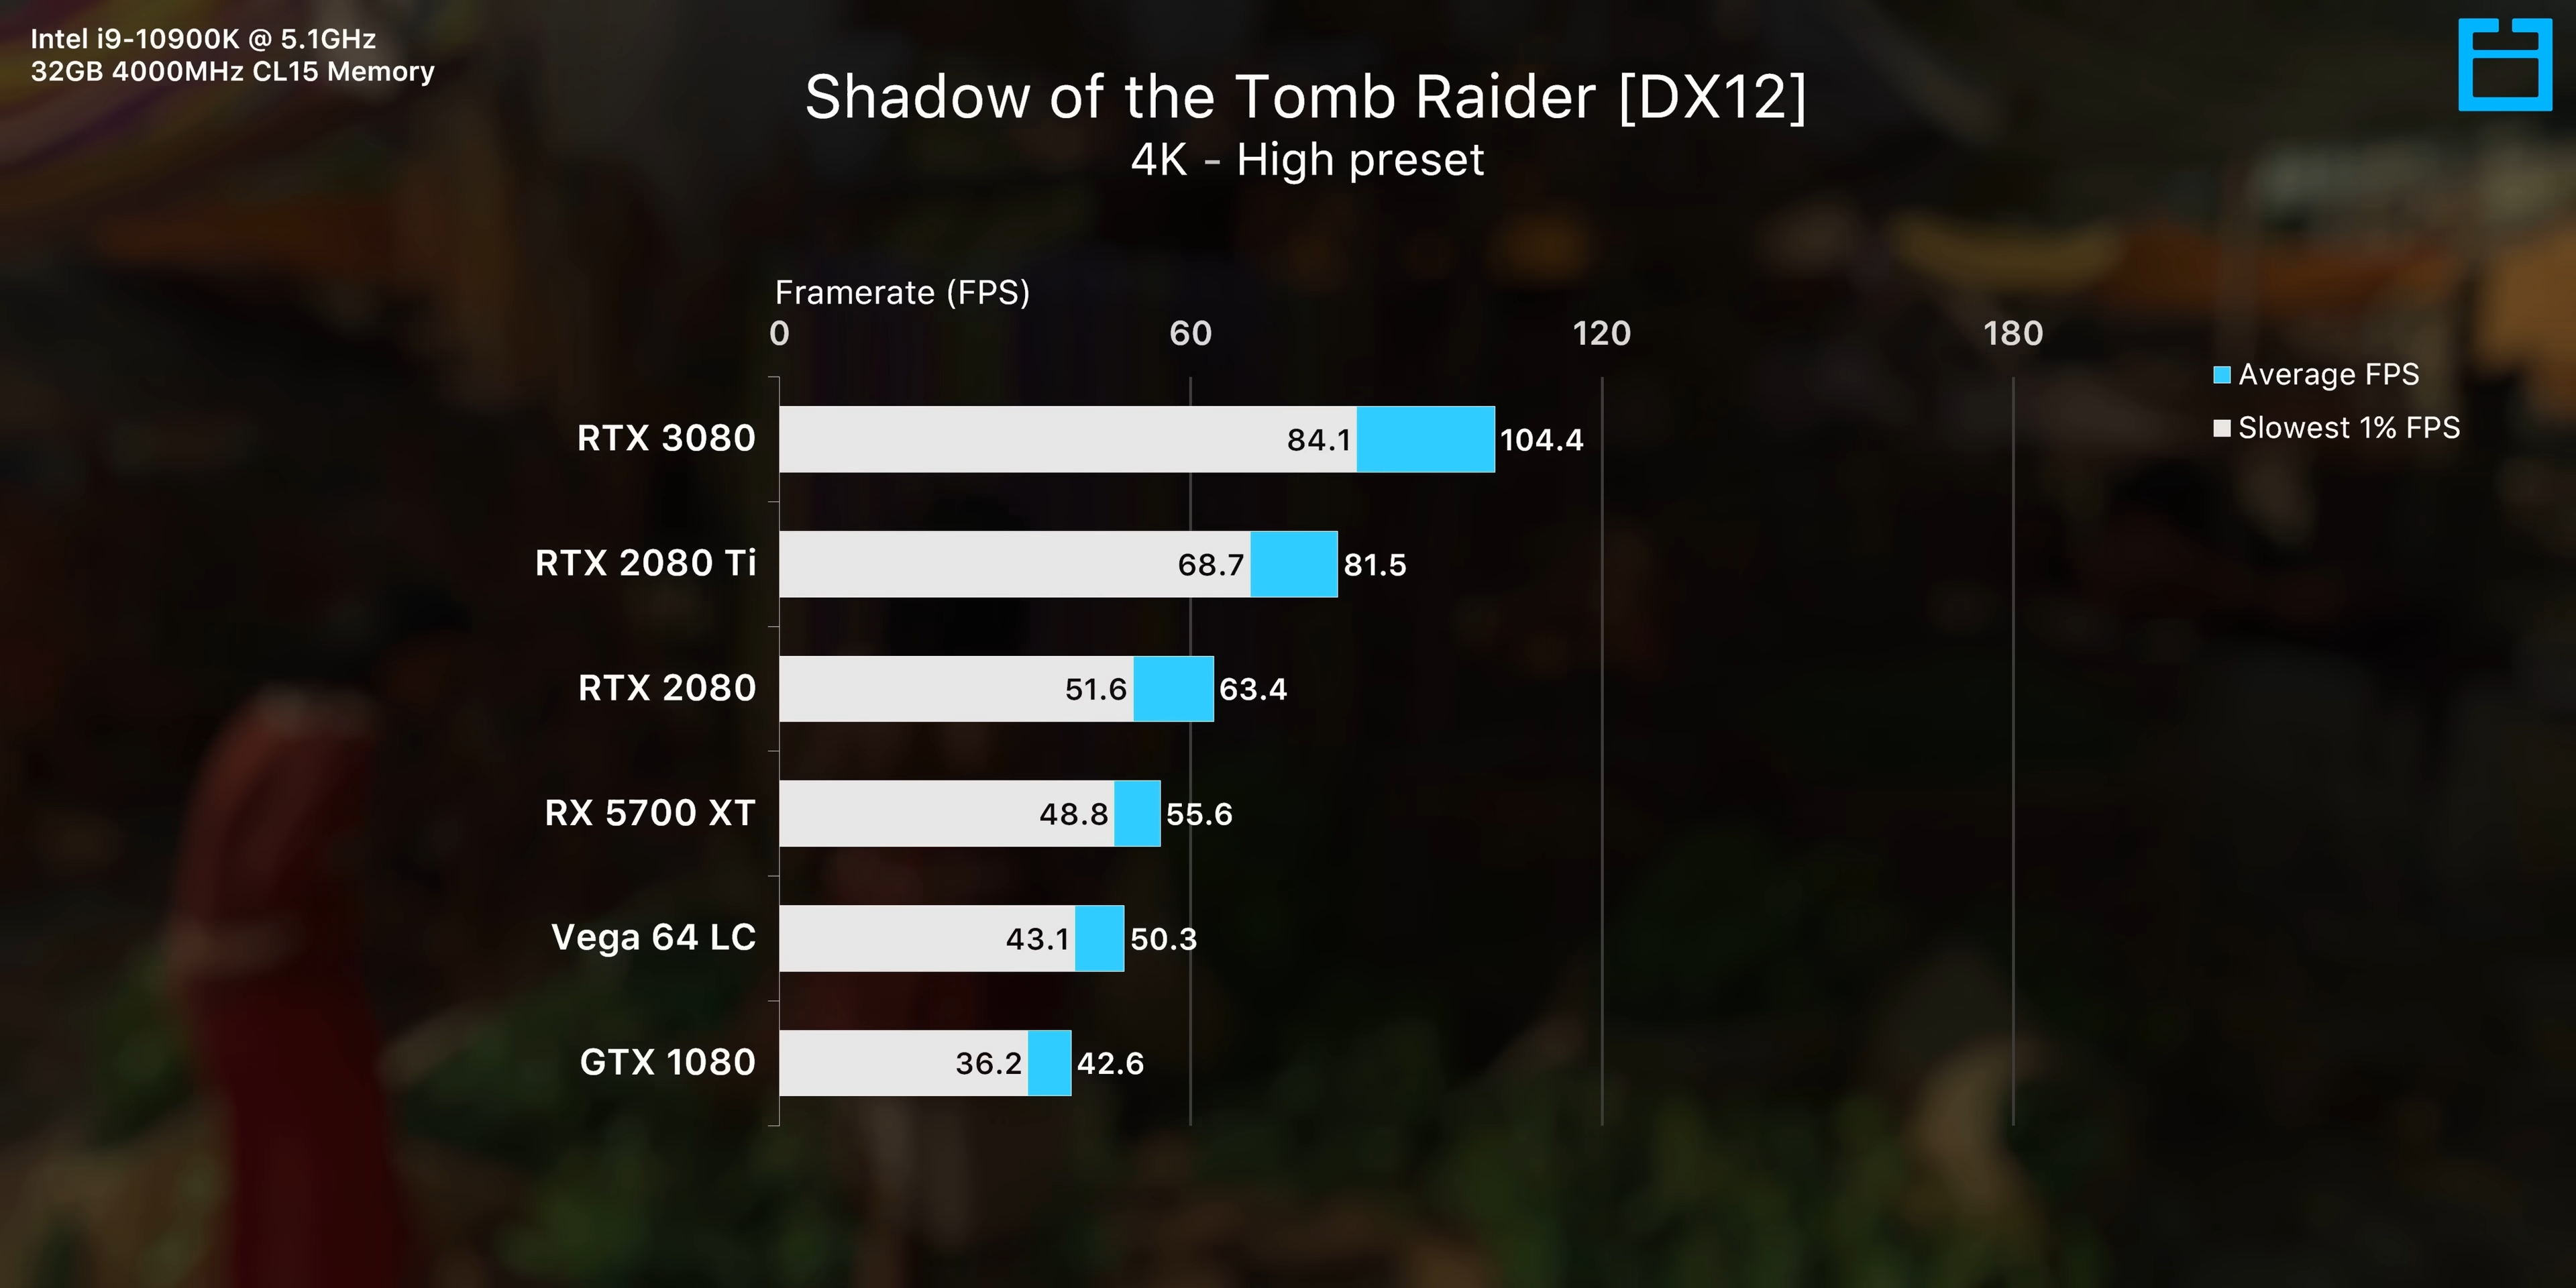 Intel i9-10900K @ 5.1GHz
32GB 4000MHz CL15 Memory
Shadow of the Tomb Raider [DX12]
4K - High preset
Framerate (FPS)
0 60 120 180
Average FPS
Slowest 1% FPS
RTX 3080 84.1 104.4
RTX 2080 Ti 68.7 81.5
RTX 2080 51.6 63.4
RX 5700 XT 48.8 55.6
Vega 64 LC 43.1 50.3
GTX 1080 36.2 42.6